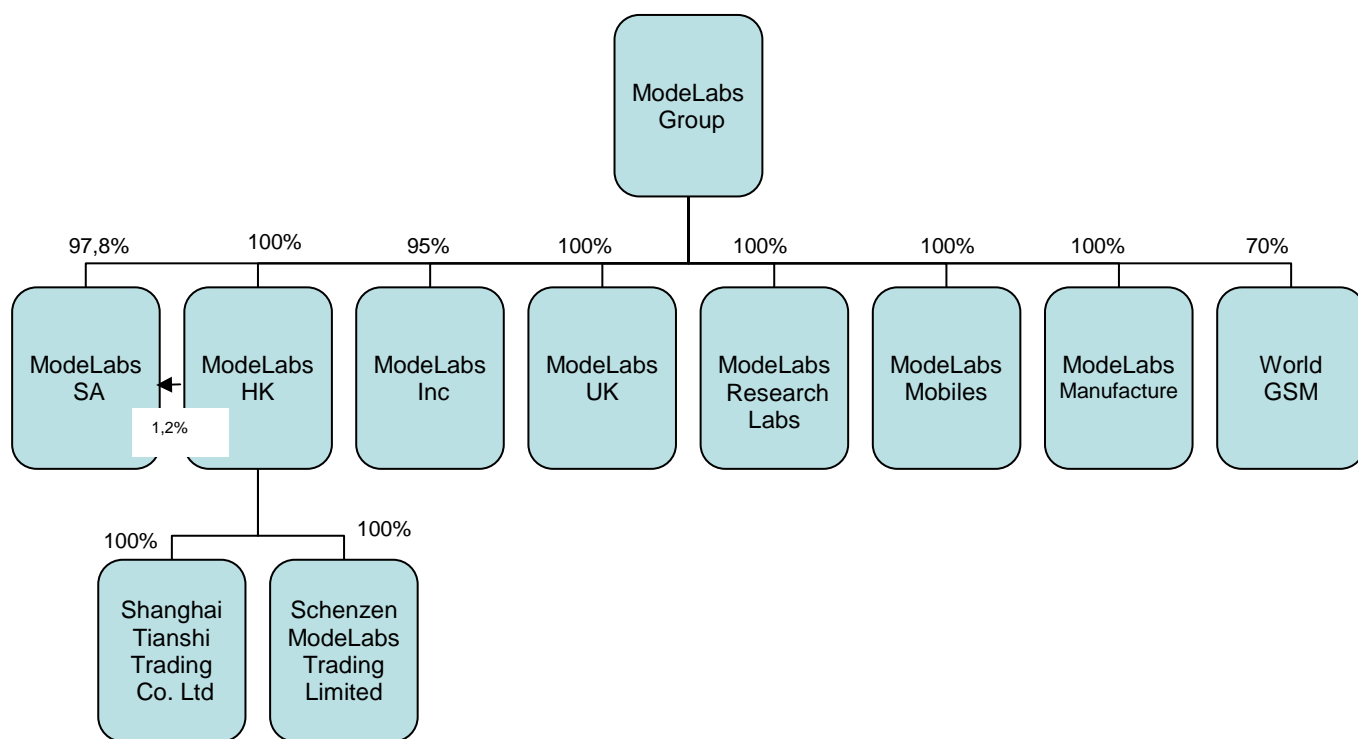 ModeLabs
Group
97,8%
100%
95%
100%
100%
100%
100%
70%
ModeLabs
SA
1,2%
ModeLabs
HK
ModeLabs
Inc
ModeLabs
UK
ModeLabs
Research
Labs
ModeLabs
Mobiles
ModeLabs
Manufacture
World
GSM
100%
100%
Shanghai
Tianshi
Trading
Co. Ltd
Schenzen
ModeLabs
Trading
Limited